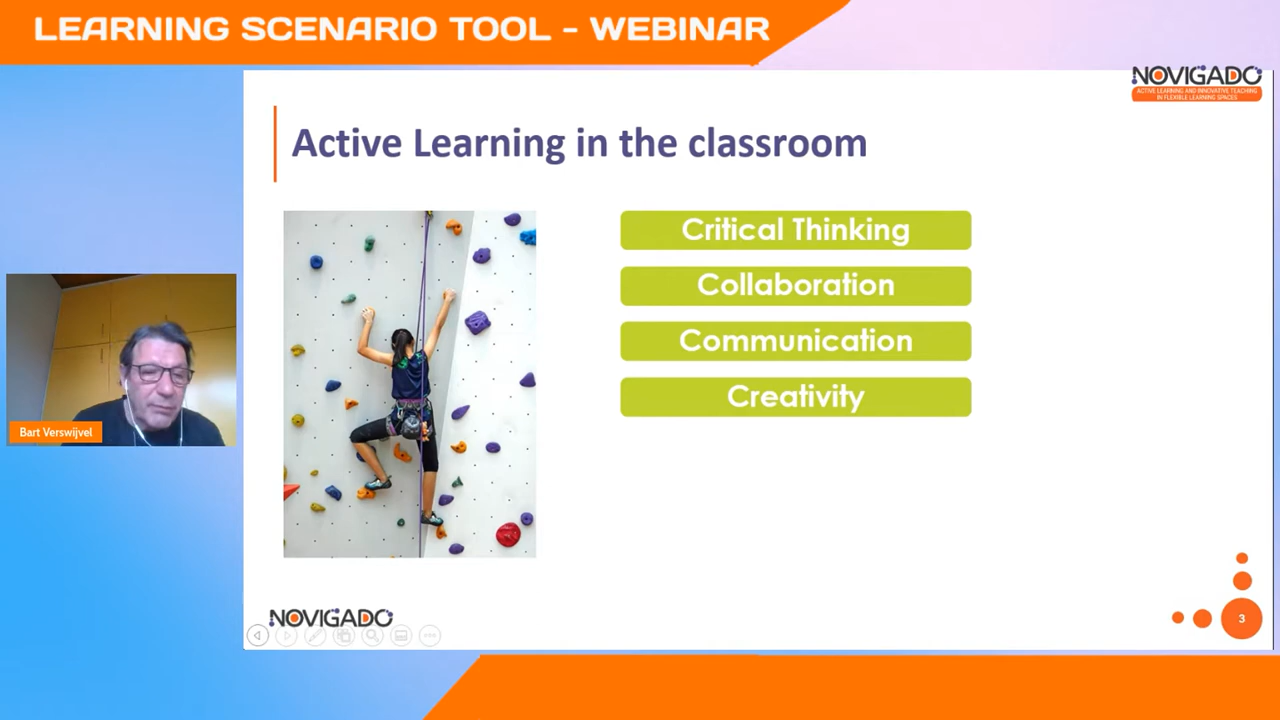 LEARNING SCENARIO TOOL - WEBINAR
NOVIGADO
ACTIVE LEARNING AND INNOVATIVE TEACHING
IN FLEXIBLE LEARNING SPACES
Active Learning in the classroom
Critical Thinking
Collaboration
Communication
Creativity
Bart Verswijvel
NOVIGADO
3